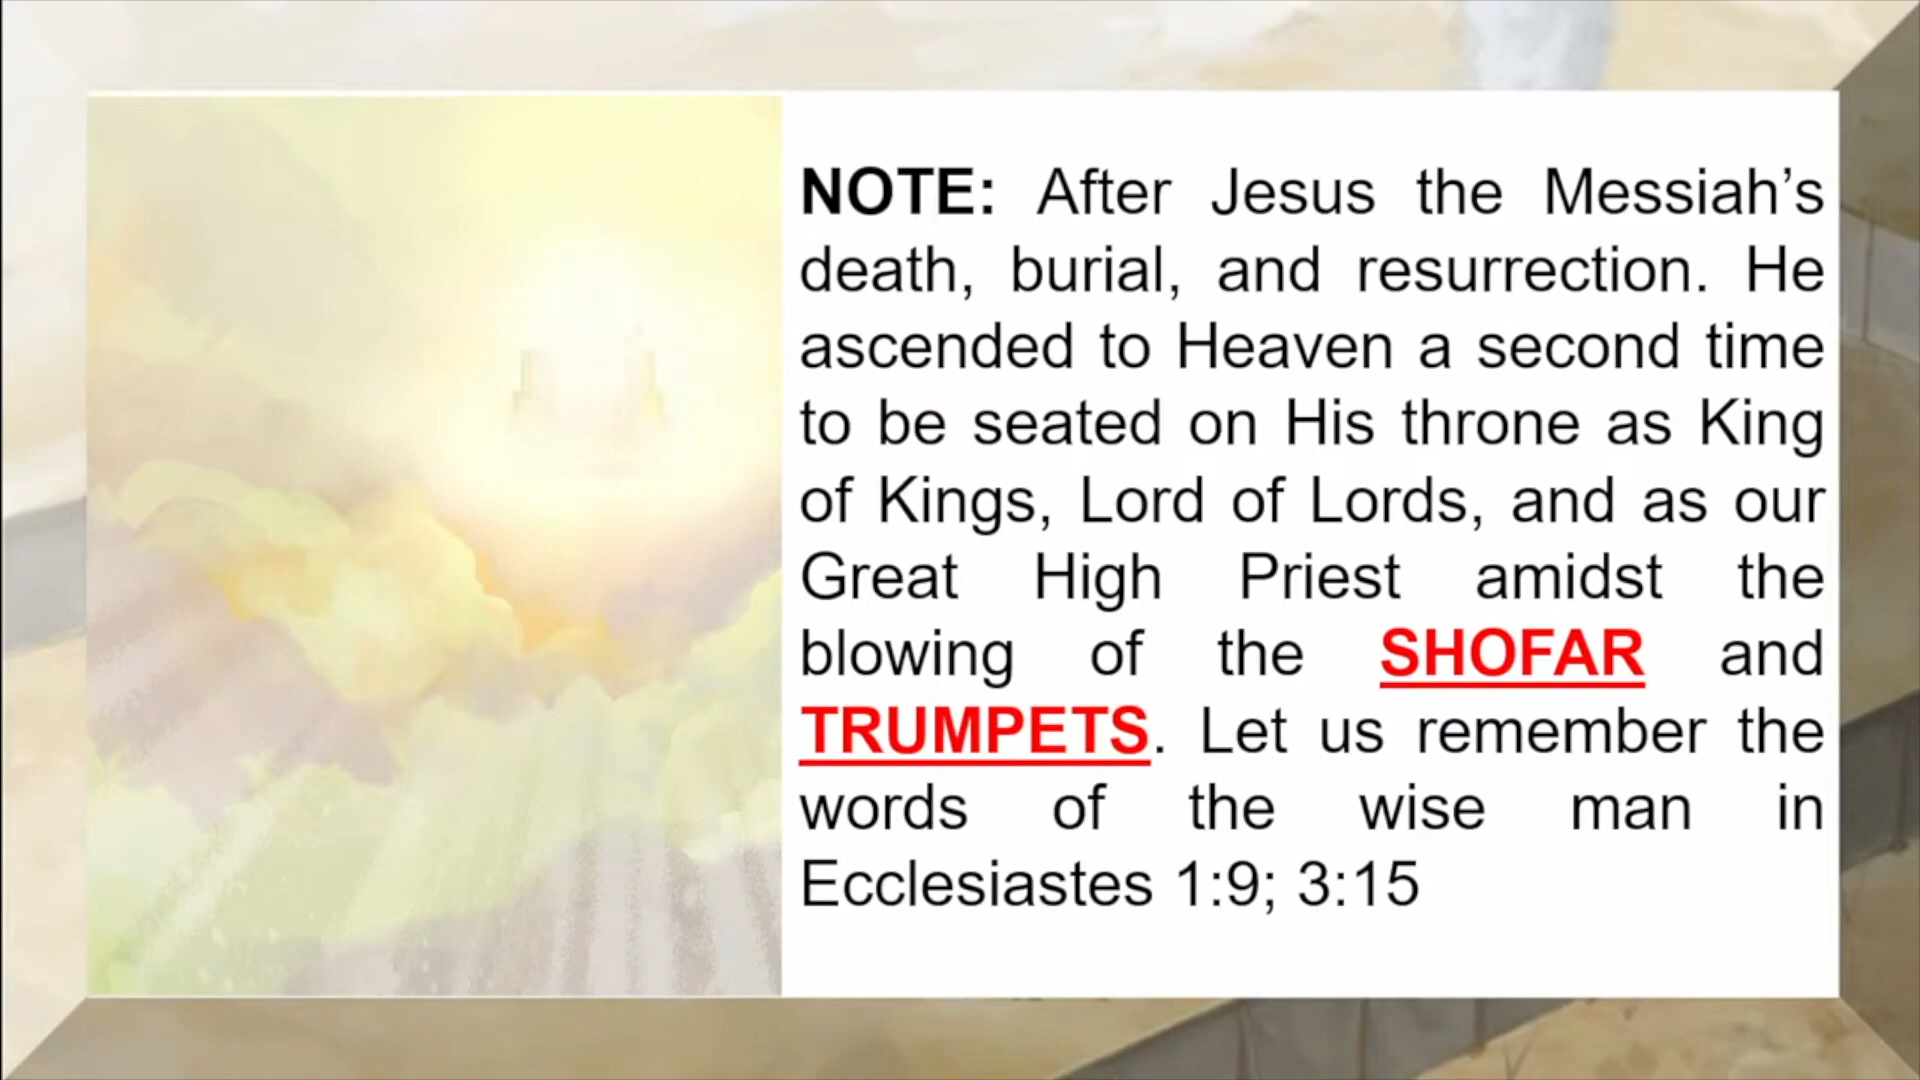 NOTE: After Jesus the Messiah’s
death, burial, and resurrection. He
ascended to Heaven a second time
to be seated on His throne as King
of Kings, Lord of Lords, and as our
Great High Priest amidst the
blowing of the SHOFAR and
TRUMPETS. Let us remember the
words of the wise man in
Ecclesiastes 1:9; 3:15